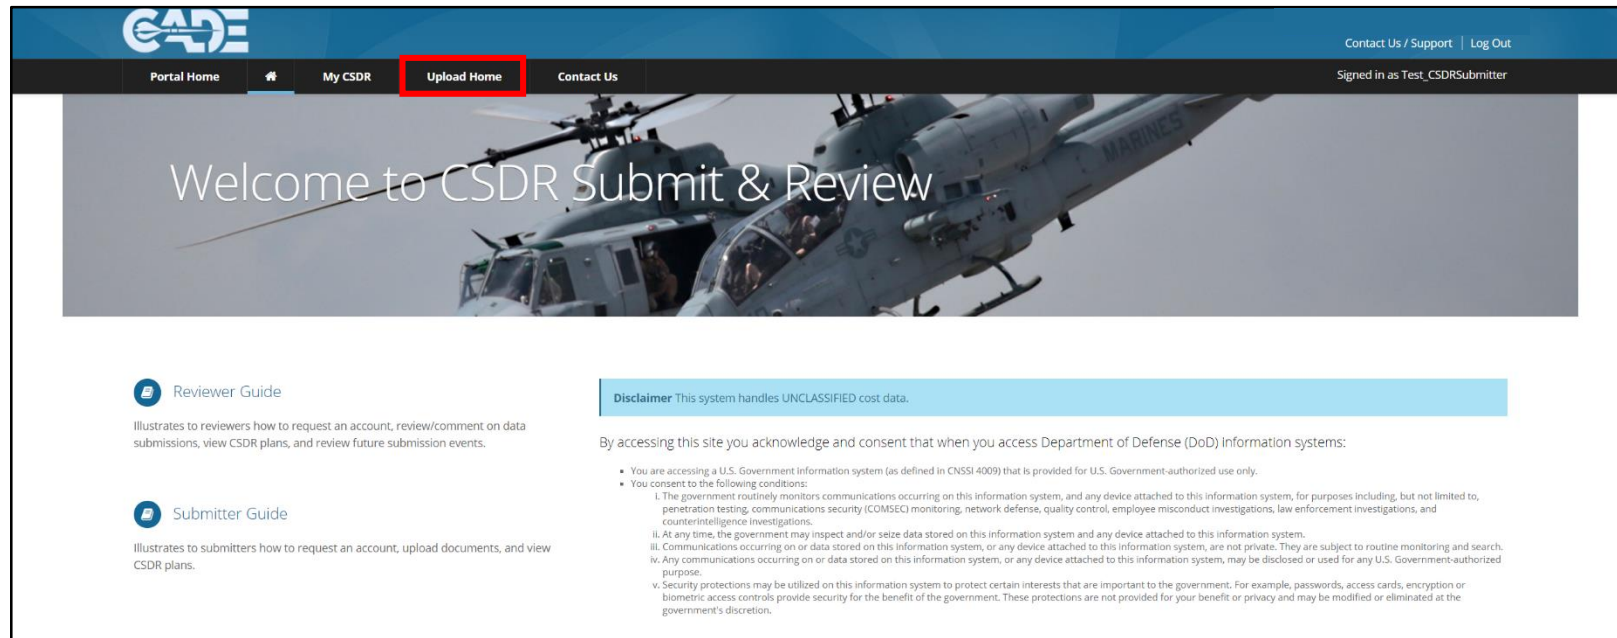 CADE
Contact Us / Support | Log Out
Portal Home My CSDR Upload Home Contact Us Signed in as Test_CSDRSubmitter
MARINES
Welcome to CSDR Submit & Review
Reviewer Guide
Illustrates to reviewers how to request an account, review/comment on data
submissions, view CSDR plans, and review future submission events.
Submitter Guide
Illustrates to submitters how to request an account, upload documents, and view
CSDR plans.
Disclaimer This system handles UNCLASSIFIED cost data.
By accessing this site you acknowledge and consent that when you access Department of Defense (DoD) information systems:
▪ You are accessing a U.S. Government information system (as defined in CNSSI 4009) that is provided for U.S. Government-authorized use only.
▪ You consent to the following conditions:
i. The government routinely monitors communications occurring on this information system, and any device attached to this information system, for purposes including, but not limited to,
penetration testing, communications security (COMSEC) monitoring, network defense, quality control, employee misconduct investigations, law enforcement investigations, and
counterintelligence investigations.
ii. At any time, the government may inspect and/or seize data stored on this information system and any device attached to this information system.
iii. Communications occurring on or data stored on this information system, or any device attached to this information system, are not private. They are subject to routine monitoring and search.
iv. Any communications occurring on or data stored on this information system, or any device attached to this information system, may be disclosed or used for any U.S. Government-authorized
purpose.
v. Security protections may be utilized on this information system to protect certain interests that are important to the government. For example, passwords, access cards, encryption or
biometric access controls provide security for the benefit of the government. These protections are not provided for your benefit or privacy and may be modified or eliminated at the
government's discretion.